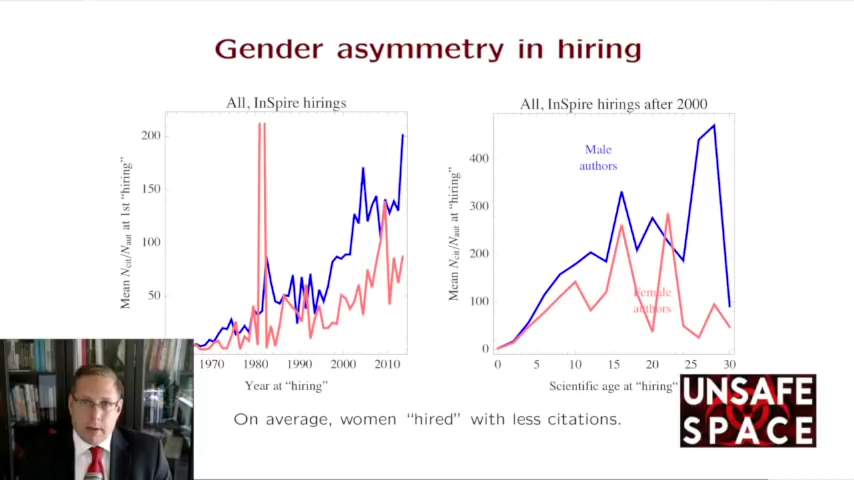 Gender asymmetry in hiring
All, InSpire hirings
200
150
100
50
Mean Ncit/Naut at 1st “hiring”
1970 1980 1990 2000 2010
Year at “hiring”
All, InSpire hirings after 2000
400
300
200
100
0
Mean Ncit/Naut at “hiring”
Male
authors
Female
authors
0 5 10 15 20 25 30
Scientific age at “hiring”
On average, women “hired” with less citations.
UNSAFE
SPACE